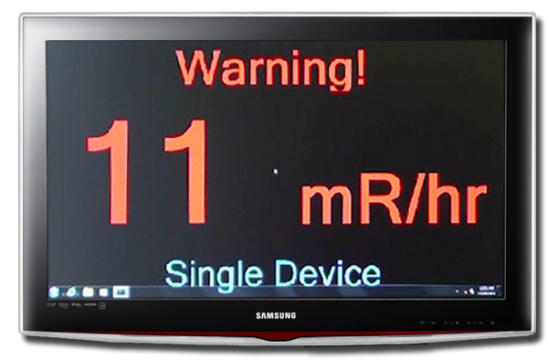 Warning!
11 mR/hr
Single Device
SAMSUNG